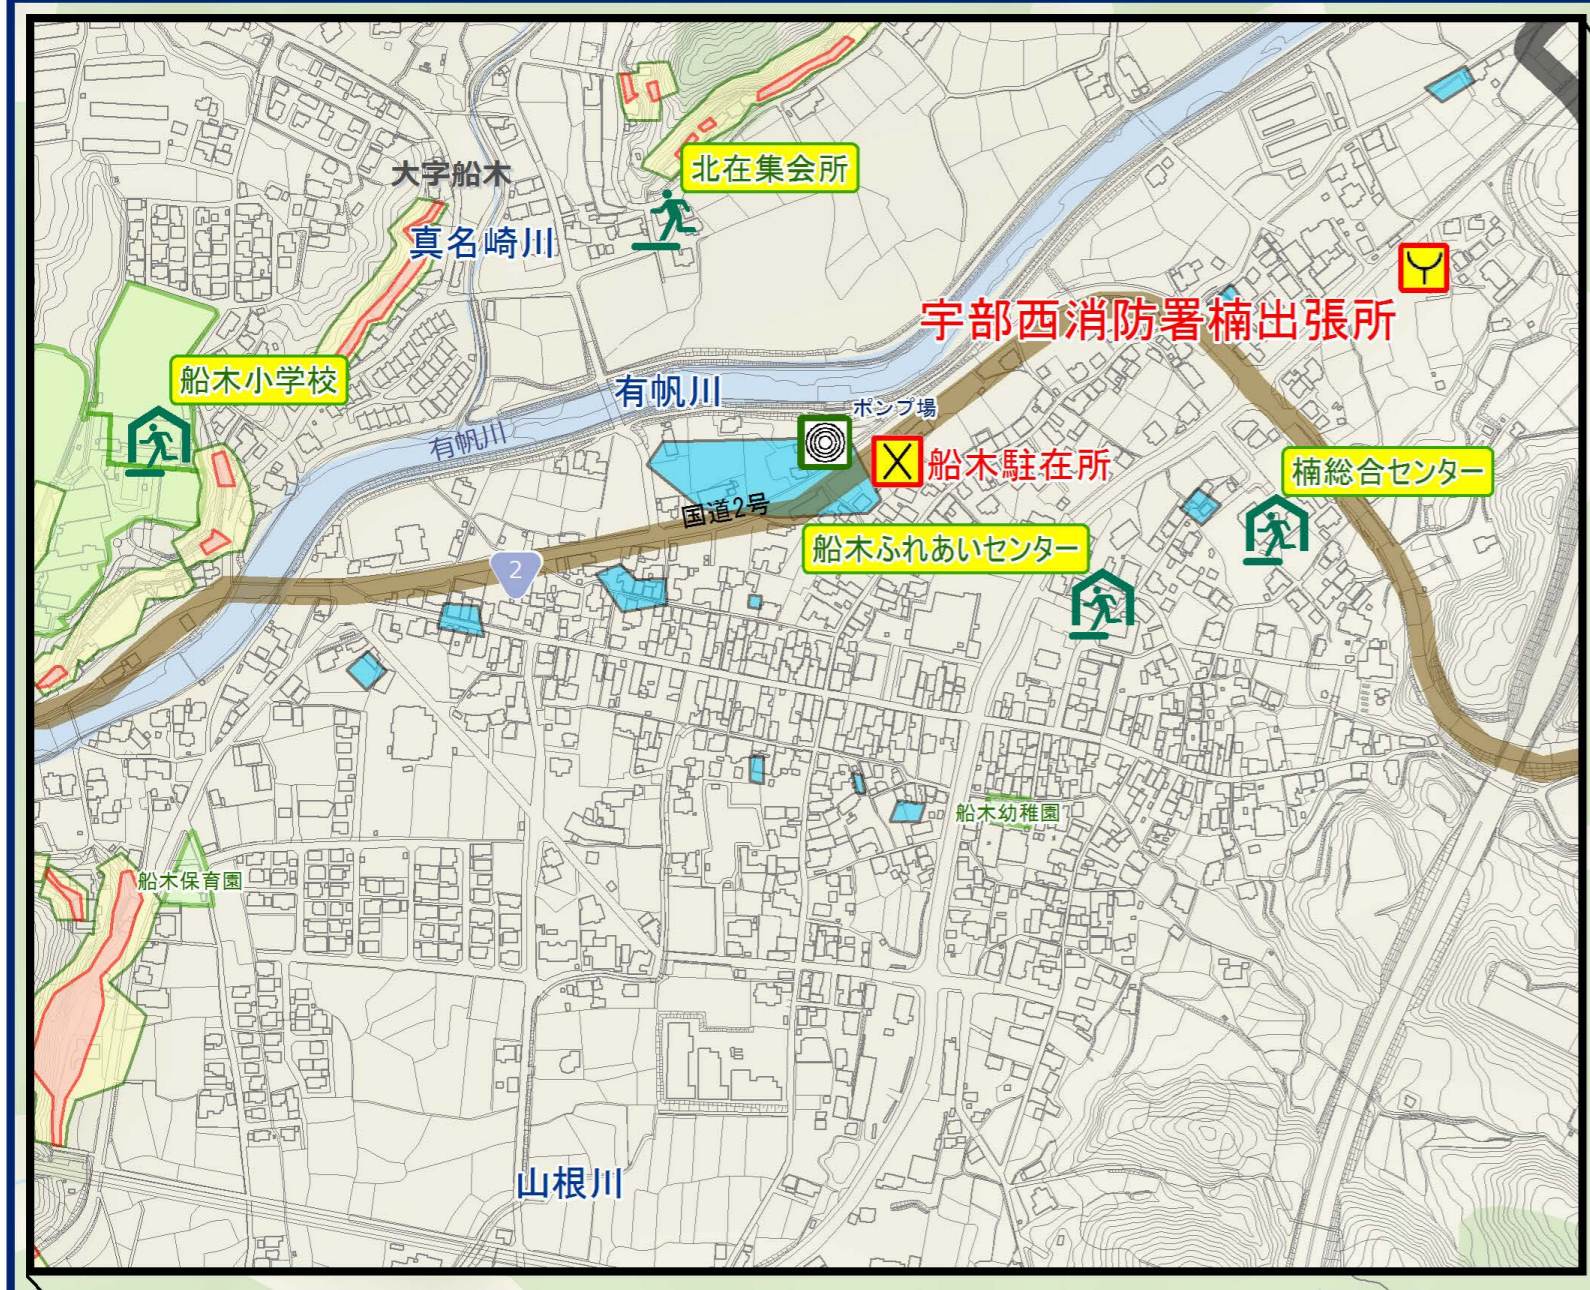 北在集会所
大字船木
真名崎川
宇部西消防署楠出張所
船木小学校
有帆川
ポンプ場
有帆川
船木駐在所
楠総合センター
国道2号
船木ふれあいセンター
2
船木幼稚園
船木保育園
山根川